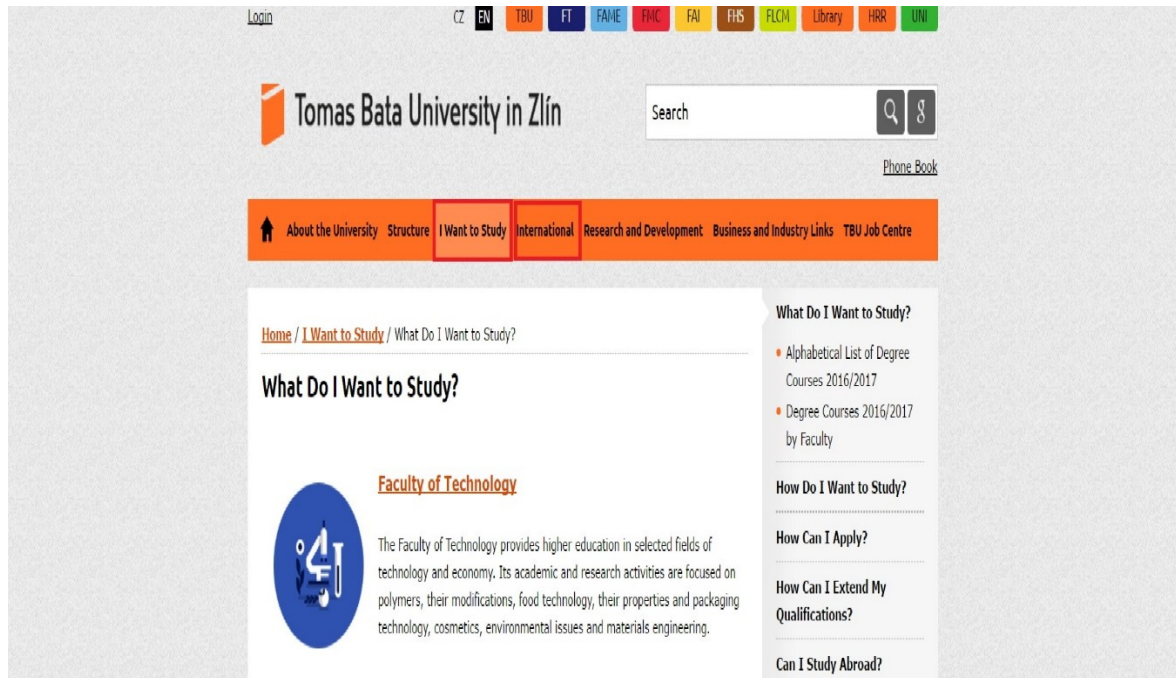 Login CZ EN TBU FT FAME FMC FAI FHS FLCM Library HRR UNI
Tomas Bata University in Zlín
Search
Phone Book
About the University Structure I Want to Study International Research and Development Business and Industry Links TBU Job Centre
Home / I Want to Study / What Do I Want to Study?
What Do I Want to Study?
Faculty of Technology
The Faculty of Technology provides higher education in selected fields of
technology and economy. Its academic and research activities are focused on
polymers, their modifications, food technology, their properties and packaging
technology, cosmetics, environmental issues and materials engineering.
What Do I Want to Study?
• Alphabetical List of Degree
Courses 2016/2017
• Degree Courses 2016/2017
by Faculty
How Do I Want to Study?
How Can I Apply?
How Can I Extend My
Qualifications?
Can I Study Abroad?